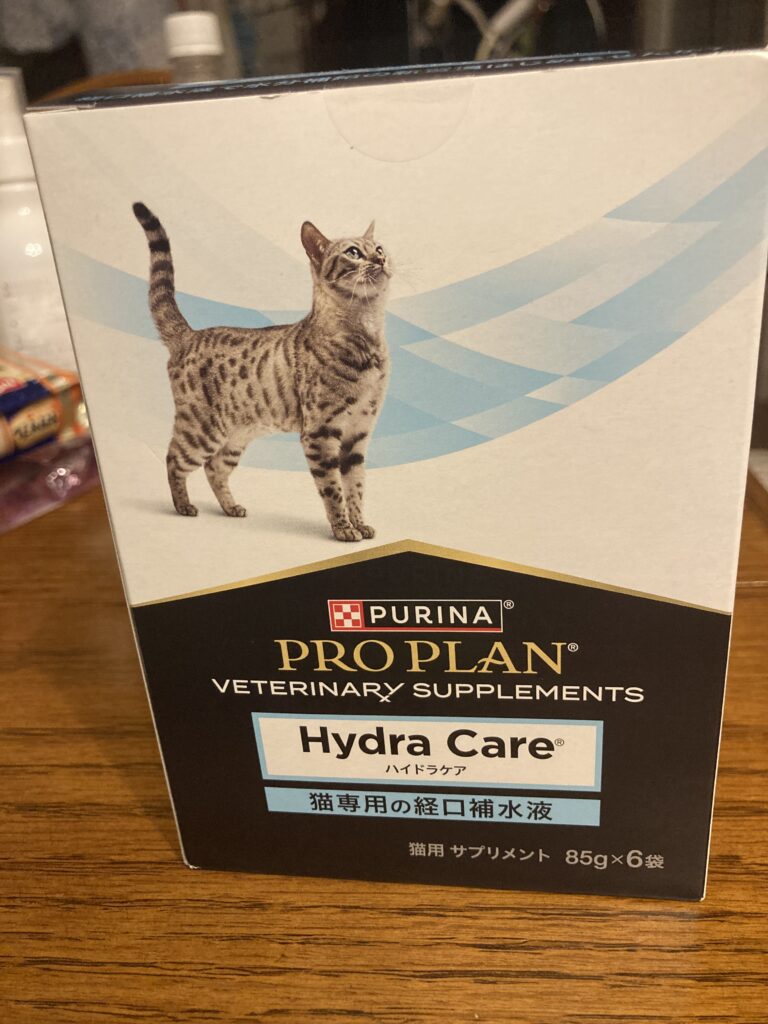 PURINA®
PRO PLAN®
VETERINARY SUPPLEMENTS
Hydra Care®
ハイドラケア
猫専用の経口補水液
猫用 サプリメント 85g×6袋